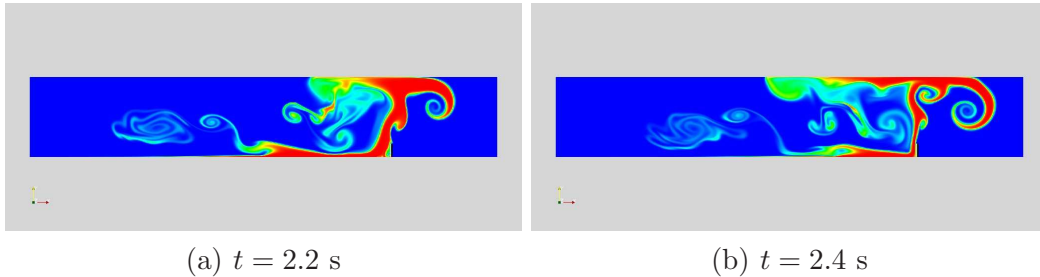 (a) t = 2.2 s
(b) t = 2.4 s